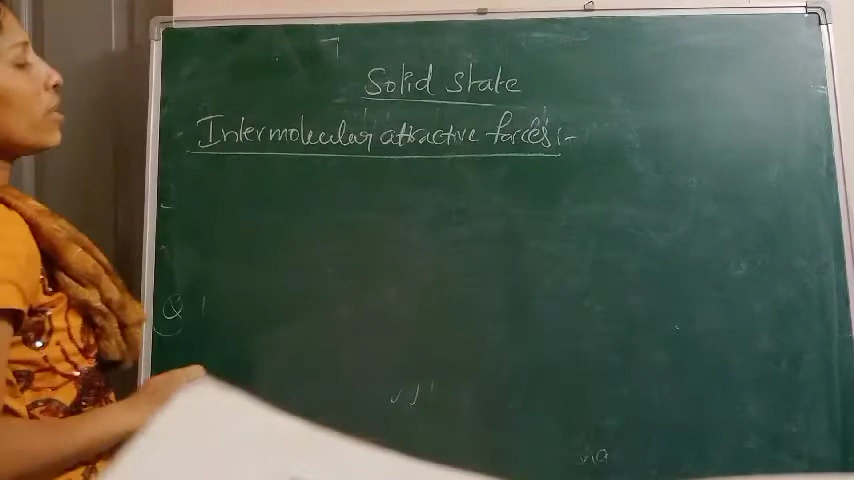 Solid state
Intermolecular attractive forces:-